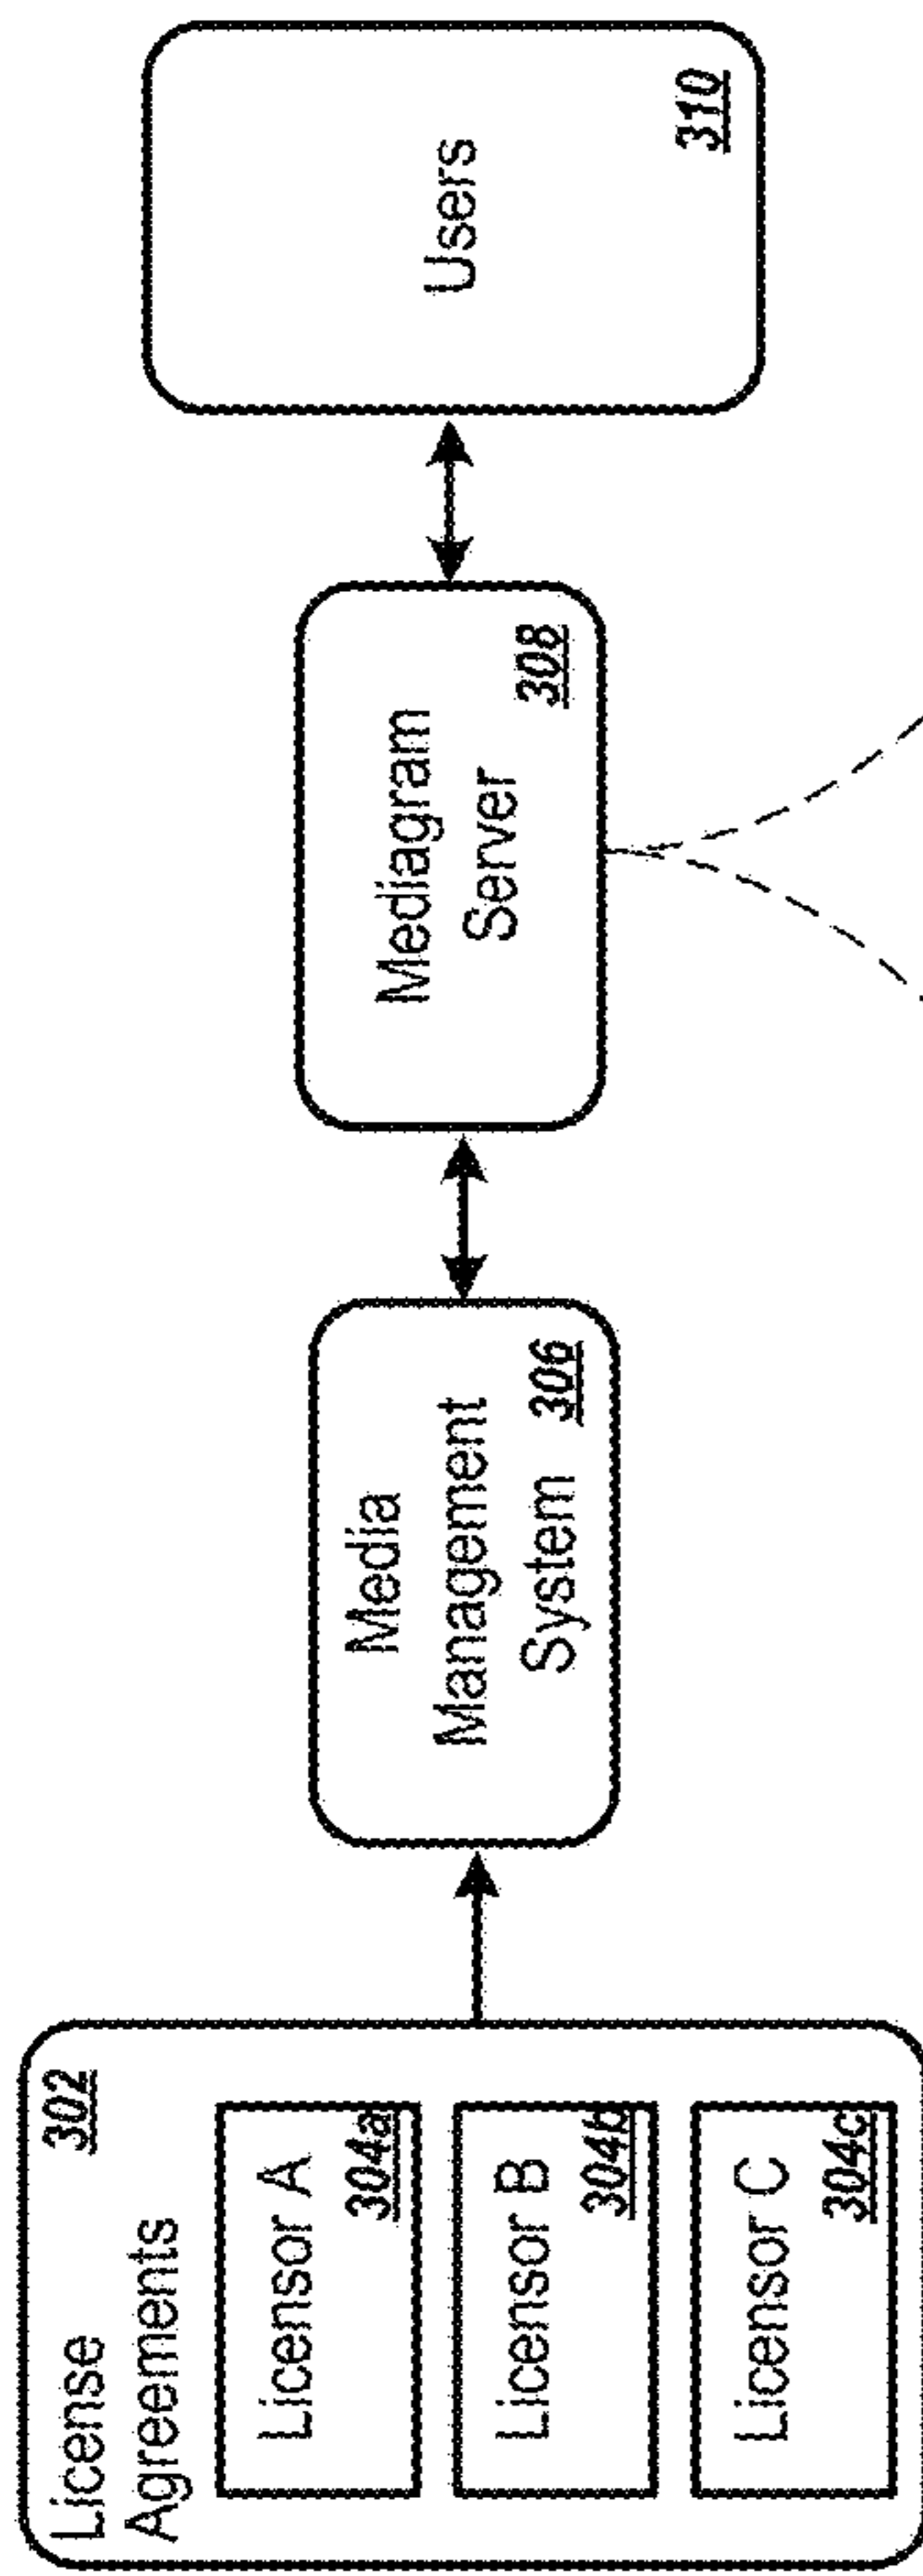 License
Agreements
302
Licensor A
304a
Licensor B
304b
Licensor C
304c
Media
Management
System 306
Mediagram
Server
308
Users
310